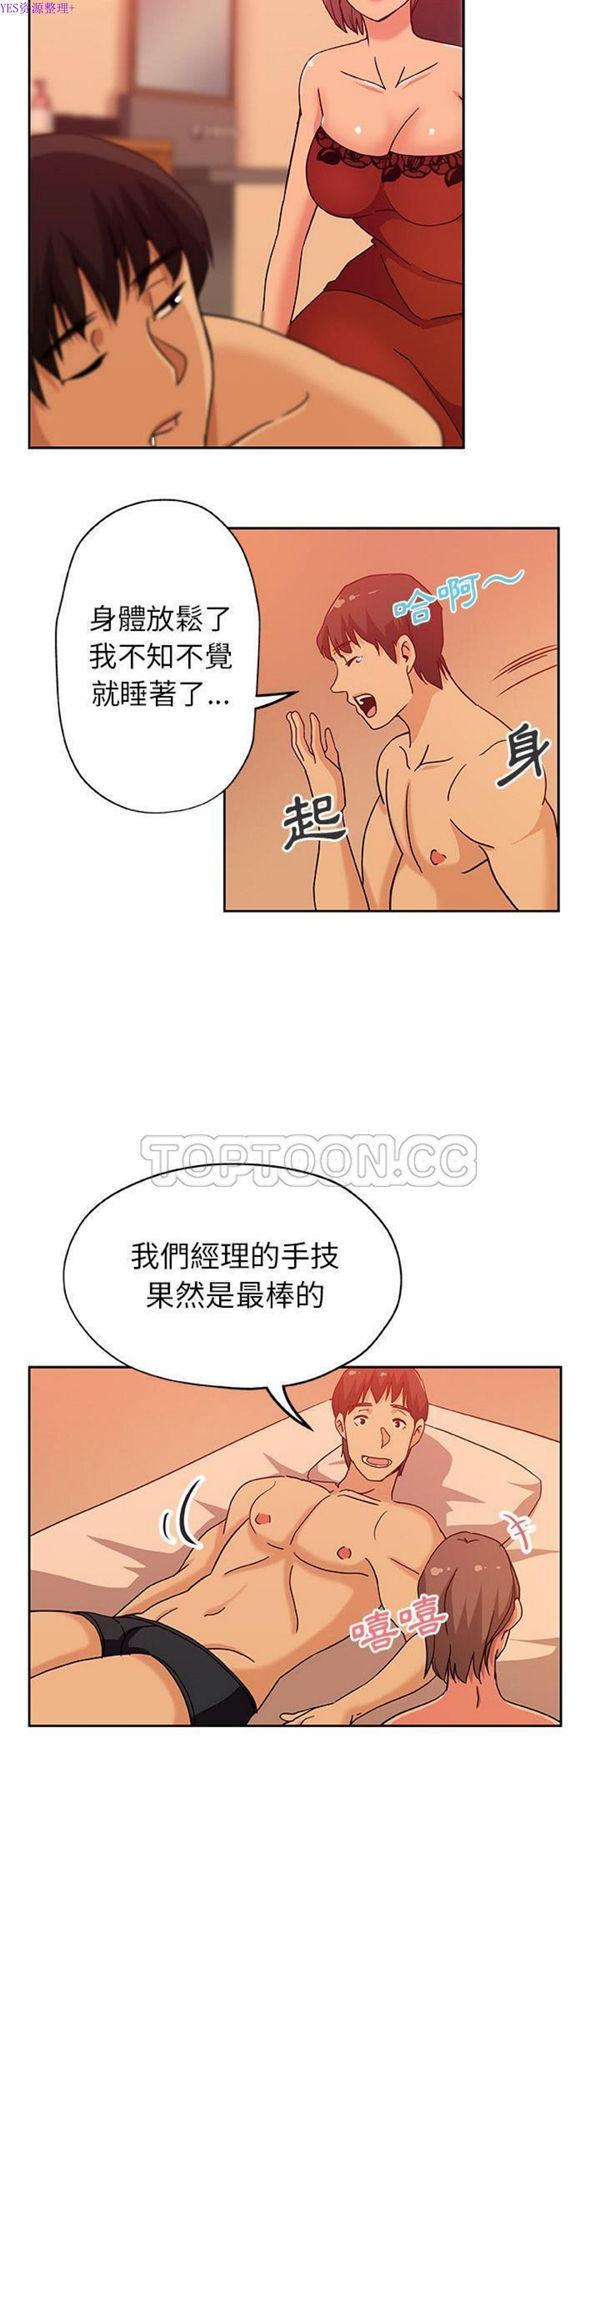 YES资源整理+
身體放鬆了
我不知不覺
就睡著了...
哈啊～
起身
TOPTOON.CC
我們經理的手技
果然是最棒的
嘻嘻